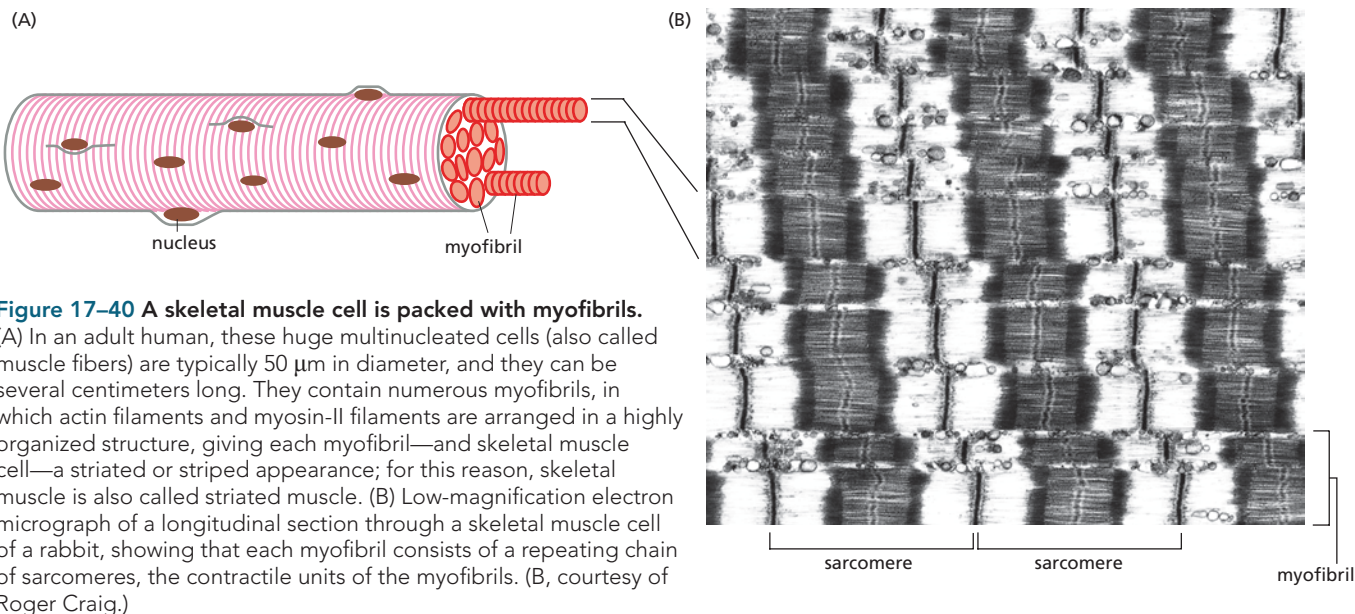 (A)
(B)
nucleus
myofibril
Figure 17–40 A skeletal muscle cell is packed with myofibrils.
(A) In an adult human, these huge multinucleated cells (also called
muscle fibers) are typically 50 μm in diameter, and they can be
several centimeters long. They contain numerous myofibrils, in
which actin filaments and myosin-II filaments are arranged in a highly
organized structure, giving each myofibril—and skeletal muscle
cell—a striated or striped appearance; for this reason, skeletal
muscle is also called striated muscle. (B) Low-magnification electron
micrograph of a longitudinal section through a skeletal muscle cell
of a rabbit, showing that each myofibril consists of a repeating chain
of sarcomeres, the contractile units of the myofibrils. (B, courtesy of
Roger Craig.)
sarcomere
sarcomere
myofibril